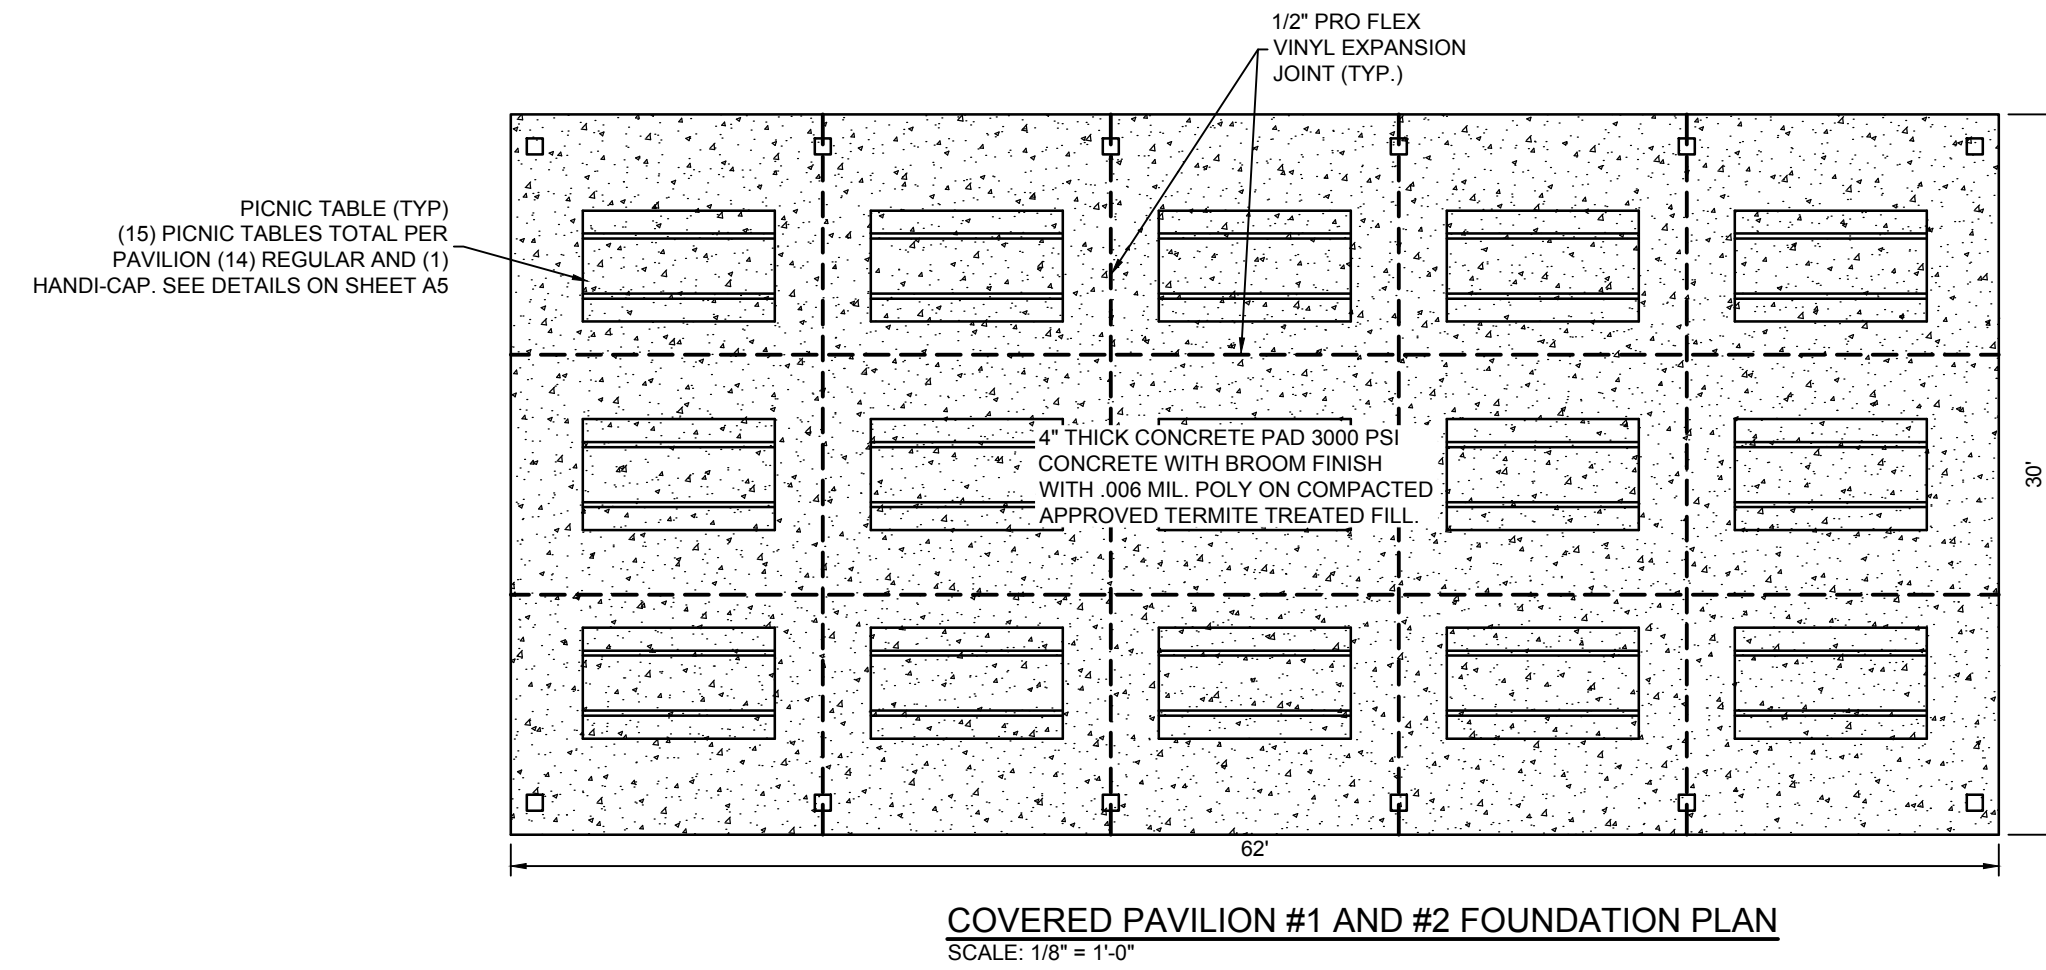 1/2" PRO FLEX
VINYL EXPANSION
JOINT (TYP.)
PICNIC TABLE (TYP)
(15) PICNIC TABLES TOTAL PER
PAVILION (14) REGULAR AND (1)
HANDI-CAP. SEE DETAILS ON SHEET A5
4" THICK CONCRETE PAD 3000 PSI
CONCRETE WITH BROOM FINISH
WITH .006 MIL. POLY ON COMPACTED
APPROVED TERMITE TREATED FILL.
30'
62'
COVERED PAVILION #1 AND #2 FOUNDATION PLAN
SCALE: 1/8" = 1'-0"